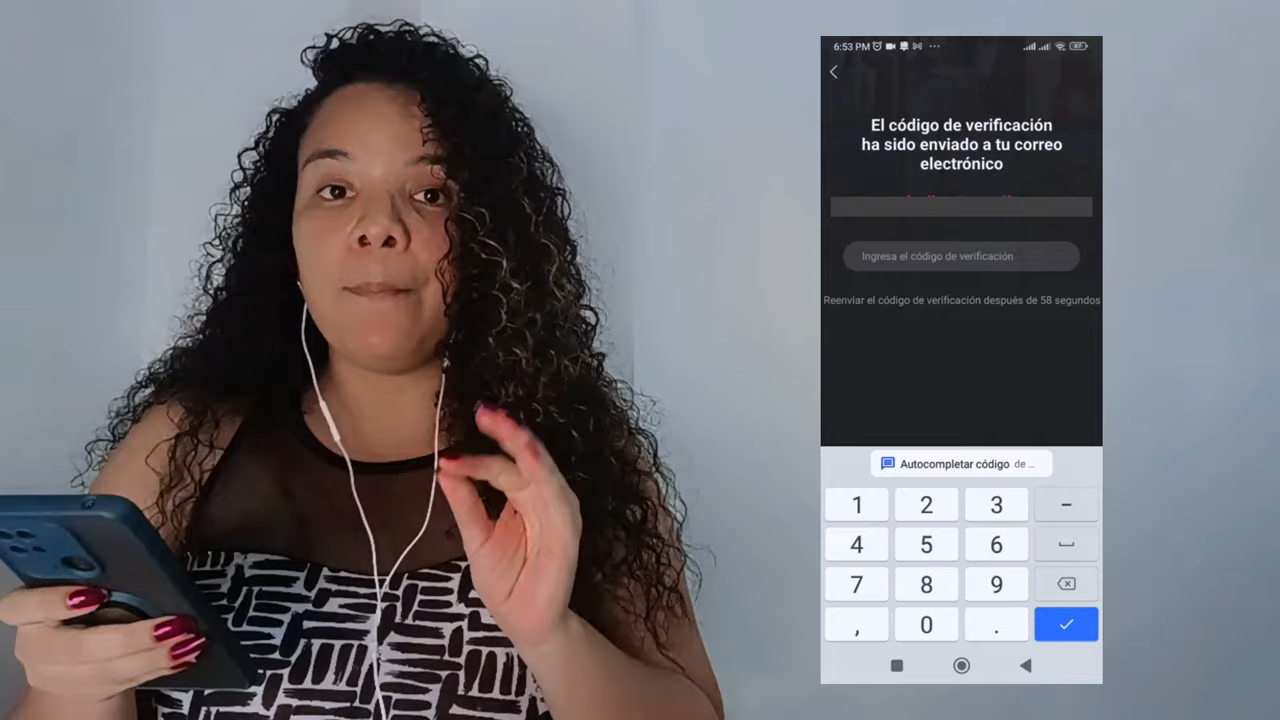 6:53 PM
87
El código de verificación
ha sido enviado a tu correo
electrónico
Ingresa el código de verificación
Reenviar el código de verificación después de 58 segundos
Autocompletar código de ...
1 2 3 -
4 5 6
7 8 9
, 0 .